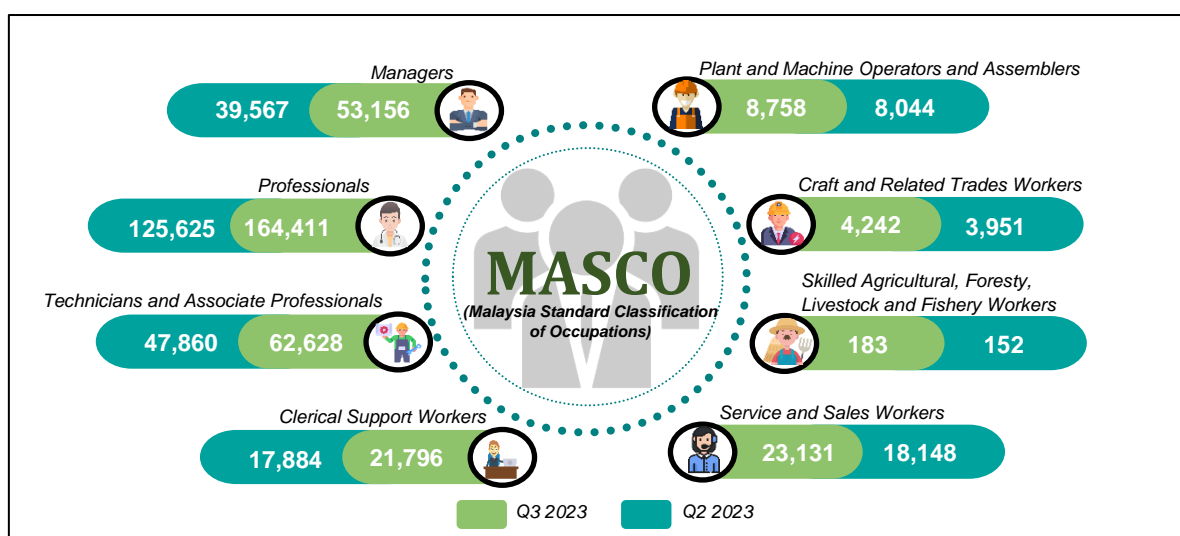 Managers
39,567 53,156
Professionals
125,625 164,411
Technicians and Associate Professionals
47,860 62,628
Clerical Support Workers
17,884 21,796
MASCO
(Malaysia Standard Classification
of Occupations)
Plant and Machine Operators and Assemblers
8,758 8,044
Craft and Related Trades Workers
4,242 3,951
Skilled Agricultural, Foresty,
Livestock and Fishery Workers
183 152
Service and Sales Workers
23,131 18,148
Q3 2023 Q2 2023